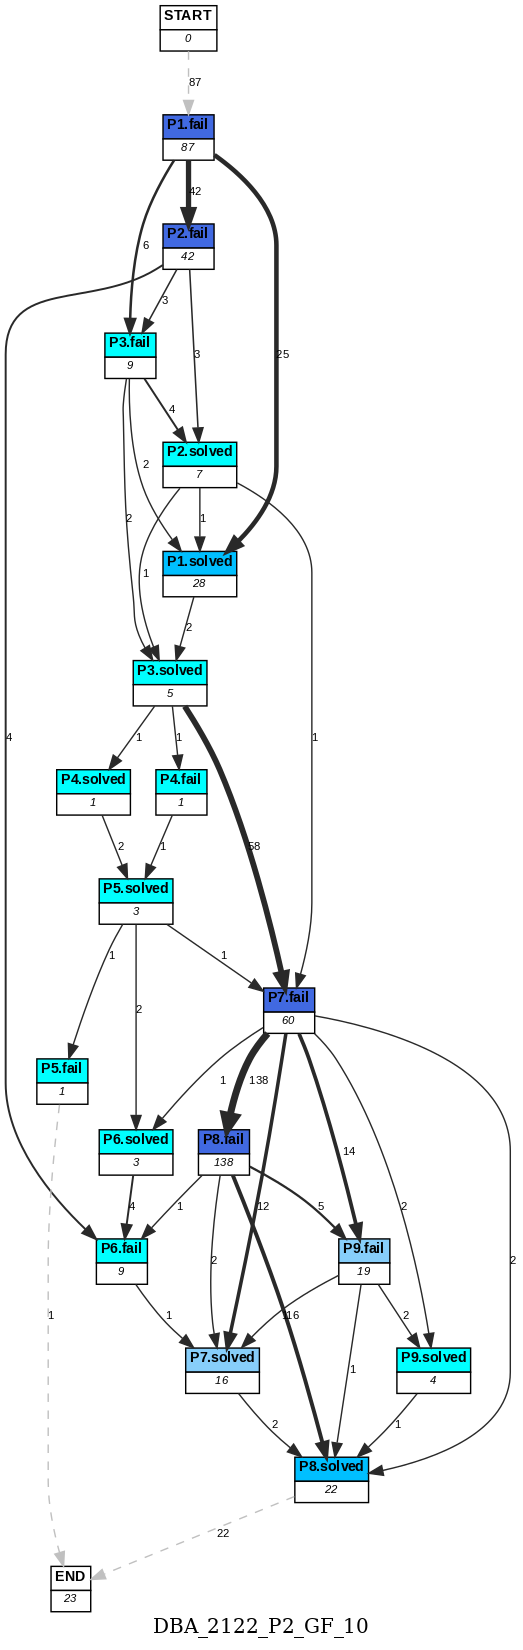 START
0
87
P1.fail
87
42
6
P2.fail
42
3
3
25
P3.fail
9
4
2
2
P2.solved
7
1
1
P1.solved
28
2
P3.solved
5
4
1
1
1
58
P4.solved
1
P4.fail
1
2
1
P5.solved
3
1
2
1
P7.fail
60
P5.fail
1
1
138
14
2
12
2
P6.solved
3
P8.fail
138
4
1
5
P6.fail
9
P9.fail
19
1
2
16
1
2
1
P7.solved
16
P9.solved
4
2
1
P8.solved
22
22
END
23
DBA_2122_P2_GF_10